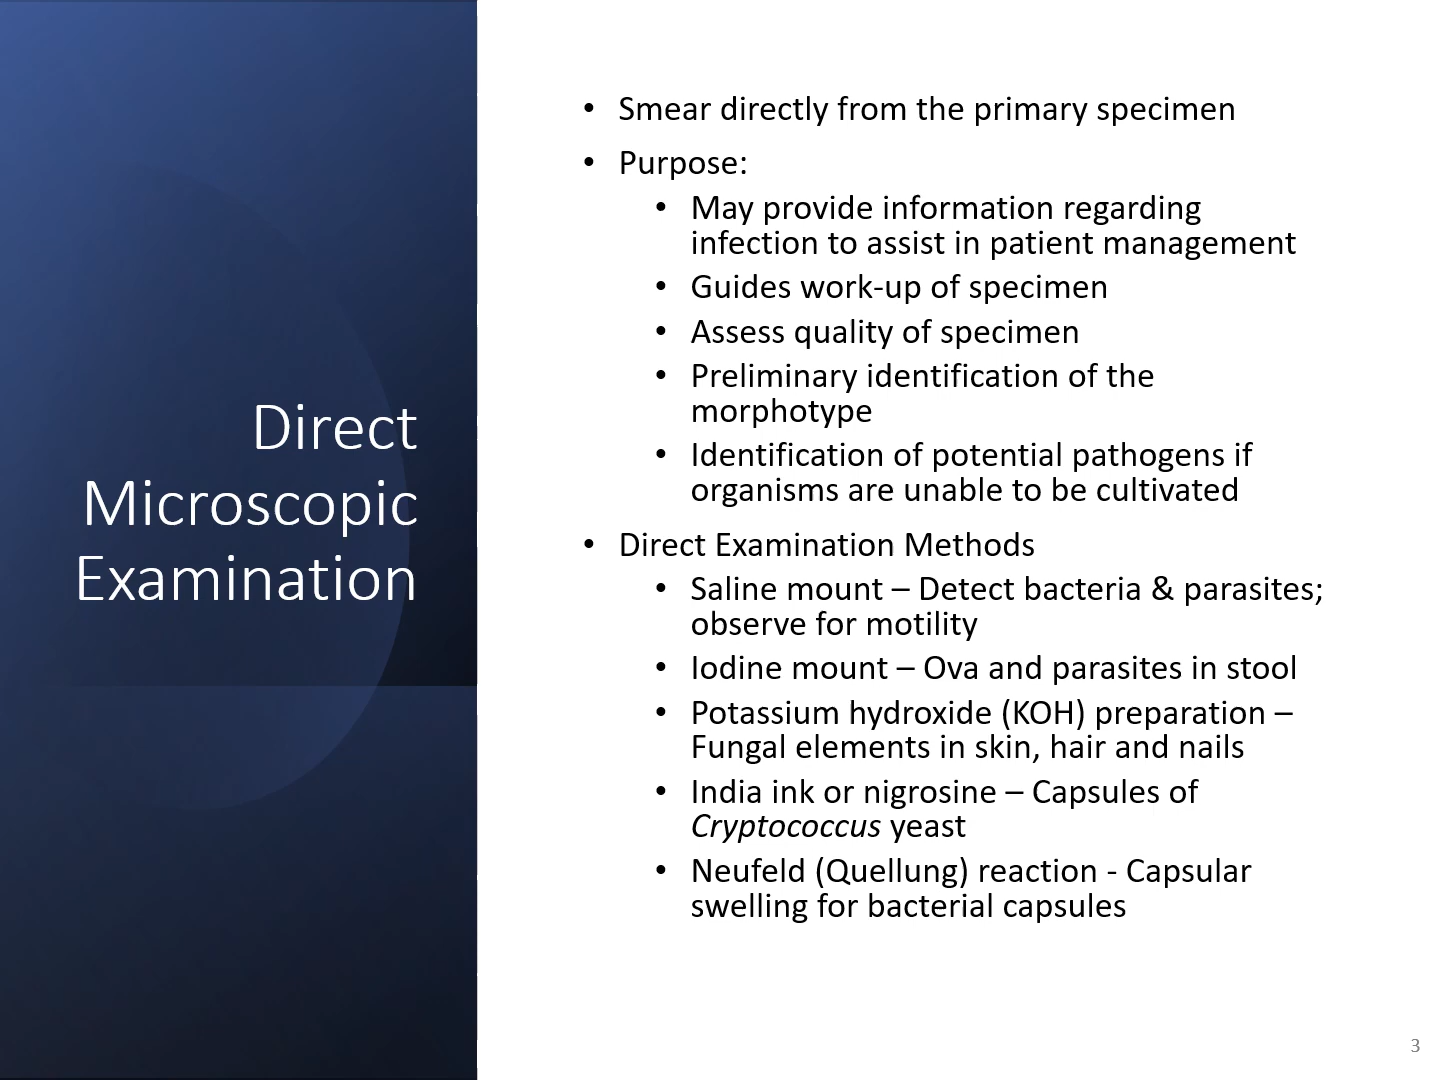 Direct
Microscopic
Examination
• Smear directly from the primary specimen
• Purpose:
• May provide information regarding
infection to assist in patient management
• Guides work-up of specimen
• Assess quality of specimen
• Preliminary identification of the
morphotype
• Identification of potential pathogens if
organisms are unable to be cultivated
• Direct Examination Methods
• Saline mount – Detect bacteria & parasites;
observe for motility
• Iodine mount – Ova and parasites in stool
• Potassium hydroxide (KOH) preparation –
Fungal elements in skin, hair and nails
• India ink or nigrosine – Capsules of
Cryptococcus yeast
• Neufeld (Quellung) reaction - Capsular
swelling for bacterial capsules
3